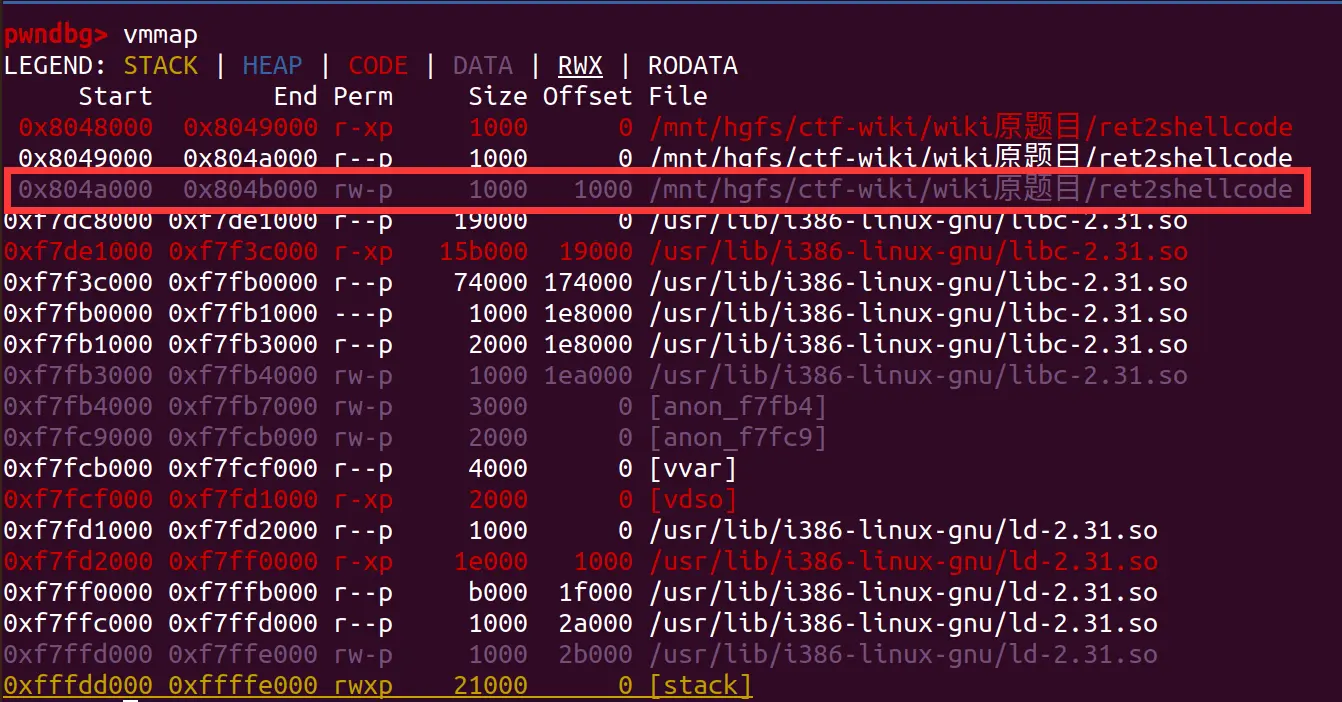 pwndbg> vmmap
LEGEND: STACK | HEAP | CODE | DATA | RWX | RODATA
Start End Perm Size Offset File
0x8048000 0x8049000 r-xp 1000 0 /mnt/hgfs/ctf-wiki/wiki原题目/ret2shellcode
0x8049000 0x804a000 r--p 1000 0 /mnt/hgfs/ctf-wiki/wiki原题目/ret2shellcode
0x804a000 0x804b000 rw-p 1000 1000 /mnt/hgfs/ctf-wiki/wiki原题目/ret2shellcode
0xf7dc8000 0xf7de1000 r--p 19000 0 /usr/lib/i386-linux-gnu/libc-2.31.so
0xf7de1000 0xf7f3c000 r-xp 15b000 19000 /usr/lib/i386-linux-gnu/libc-2.31.so
0xf7f3c000 0xf7fb0000 r--p 74000 174000 /usr/lib/i386-linux-gnu/libc-2.31.so
0xf7fb0000 0xf7fb1000 ---p 1000 1e8000 /usr/lib/i386-linux-gnu/libc-2.31.so
0xf7fb1000 0xf7fb3000 r--p 2000 1e8000 /usr/lib/i386-linux-gnu/libc-2.31.so
0xf7fb3000 0xf7fb4000 rw-p 1000 1ea000 /usr/lib/i386-linux-gnu/libc-2.31.so
0xf7fb4000 0xf7fb7000 rw-p 3000 0 [anon_f7fb4]
0xf7fc9000 0xf7fcb000 rw-p 2000 0 [anon_f7fc9]
0xf7fcb000 0xf7fcf000 r--p 4000 0 [vvar]
0xf7fcf000 0xf7fd1000 r-xp 2000 0 [vdso]
0xf7fd1000 0xf7fd2000 r--p 1000 0 /usr/lib/i386-linux-gnu/ld-2.31.so
0xf7fd2000 0xf7ff0000 r-xp 1e000 1000 /usr/lib/i386-linux-gnu/ld-2.31.so
0xf7ff0000 0xf7ffb000 r--p b000 1f000 /usr/lib/i386-linux-gnu/ld-2.31.so
0xf7ffc000 0xf7ffd000 r--p 1000 2a000 /usr/lib/i386-linux-gnu/ld-2.31.so
0xf7ffd000 0xf7ffe000 rw-p 1000 2b000 /usr/lib/i386-linux-gnu/ld-2.31.so
0xfffdd000 0xffffe000 rwxp 21000 0 [stack]